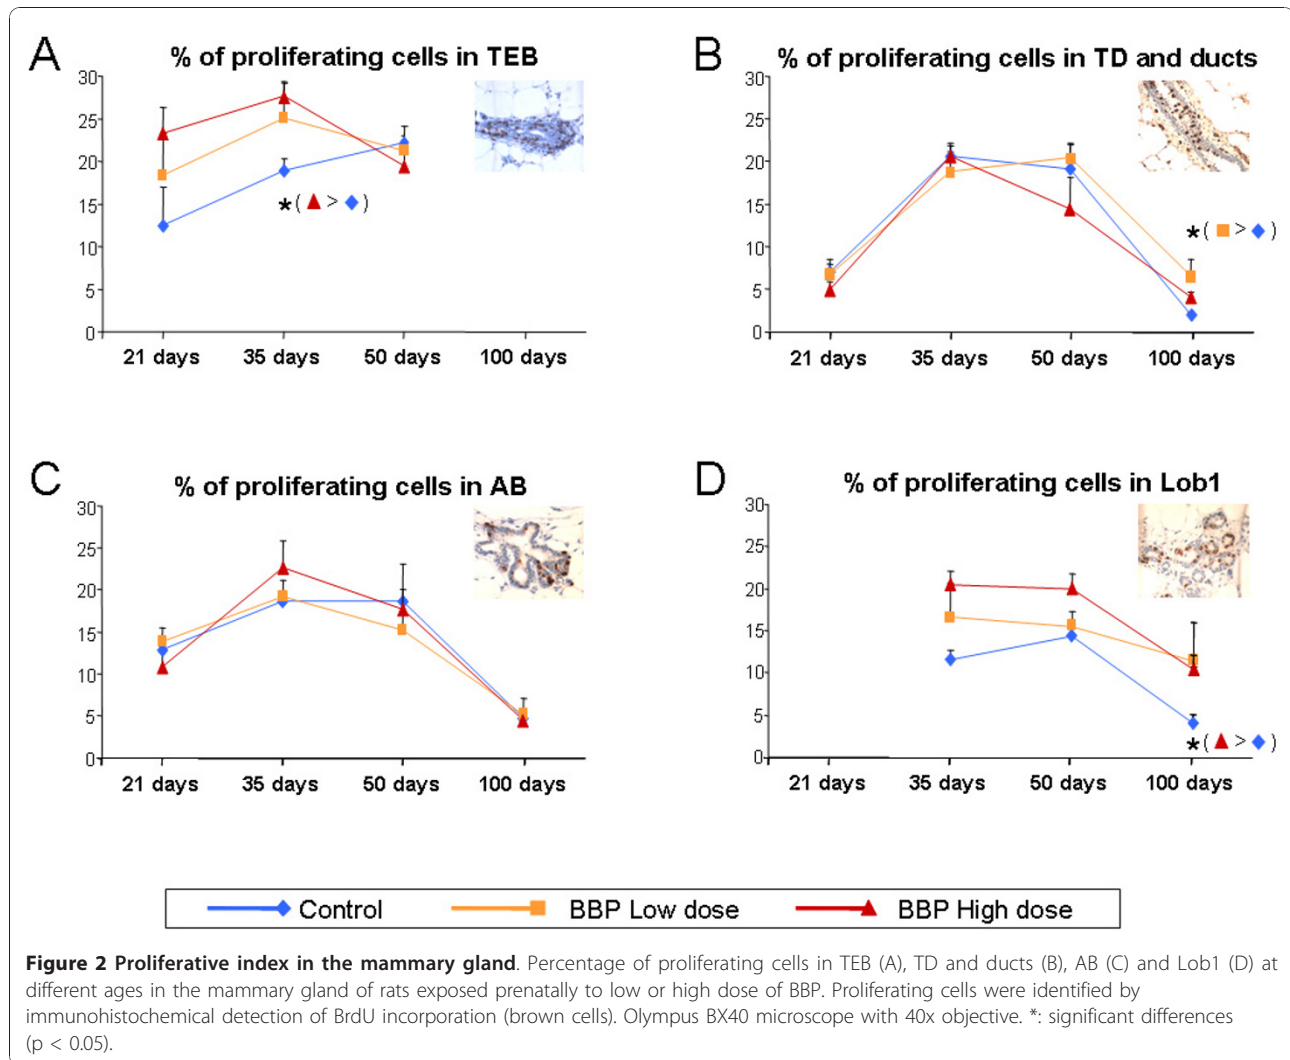 A
% of proliferating cells in TEB
30
25
20
15
10
5
0
*( ▲ > ◆ )
21 days 35 days 50 days 100 days
B
% of proliferating cells in TD and ducts
30
25
20
15
10
5
0
*( ■ > ◆ )
21 days 35 days 50 days 100 days
C
% of proliferating cells in AB
30
25
20
15
10
5
0
21 days 35 days 50 days 100 days
D
% of proliferating cells in Lob1
30
25
20
15
10
5
0
*( ▲ > ◆ )
21 days 35 days 50 days 100 days
Control BBP Low dose BBP High dose
Figure 2 Proliferative index in the mammary gland. Percentage of proliferating cells in TEB (A), TD and ducts (B), AB (C) and Lob1 (D) at
different ages in the mammary gland of rats exposed prenatally to low or high dose of BBP. Proliferating cells were identified by
immunohistochemical detection of BrdU incorporation (brown cells). Olympus BX40 microscope with 40x objective. *: significant differences
(p < 0.05).